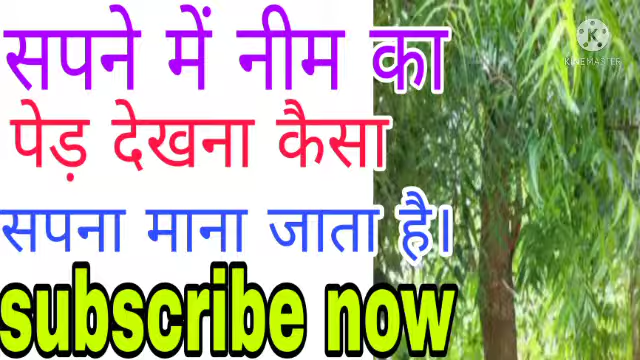 सपने में नीम का
पेड़ देखना कैसा
सपना माना जाता है।
subscribe now
K
KINEMASTER